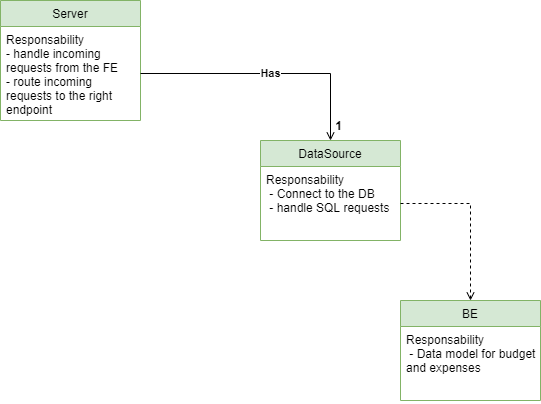 Server
Responsability
- handle incoming
requests from the FE
- route incoming
requests to the right
endpoint
Has
1
DataSource
Responsability
- Connect to the DB
- handle SQL requests
BE
Responsability
- Data model for budget
and expenses